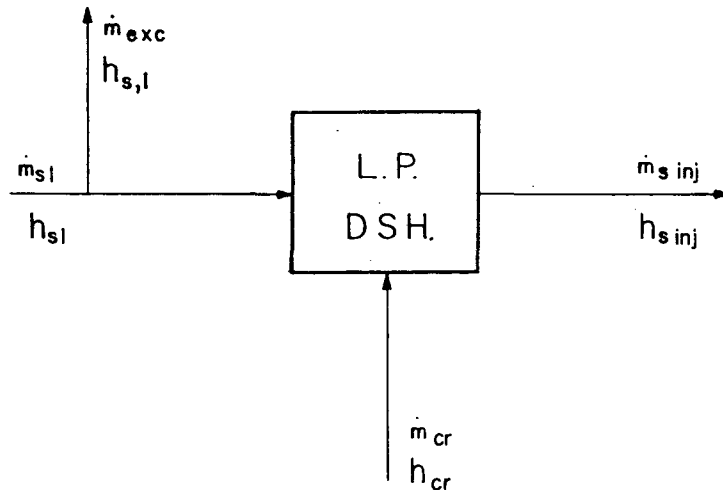 ṁexc
hs,l
L.P.
DSH.
ṁsl
hsl
ṁs inj
hs inj
ṁcr
hcr